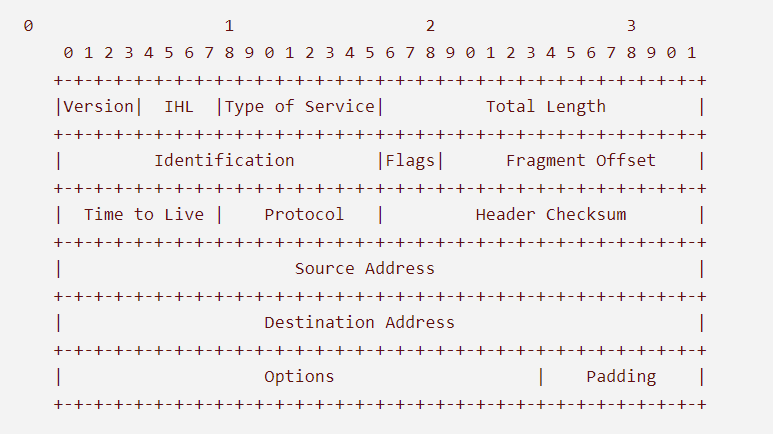 0                   1                   2                   3
    0 1 2 3 4 5 6 7 8 9 0 1 2 3 4 5 6 7 8 9 0 1 2 3 4 5 6 7 8 9 0 1
   +-+-+-+-+-+-+-+-+-+-+-+-+-+-+-+-+-+-+-+-+-+-+-+-+-+-+-+-+-+-+-+-+
   |Version|  IHL  |Type of Service|          Total Length         |
   +-+-+-+-+-+-+-+-+-+-+-+-+-+-+-+-+-+-+-+-+-+-+-+-+-+-+-+-+-+-+-+-+
   |         Identification        |Flags|      Fragment Offset    |
   +-+-+-+-+-+-+-+-+-+-+-+-+-+-+-+-+-+-+-+-+-+-+-+-+-+-+-+-+-+-+-+-+
   |  Time to Live |    Protocol   |         Header Checksum       |
   +-+-+-+-+-+-+-+-+-+-+-+-+-+-+-+-+-+-+-+-+-+-+-+-+-+-+-+-+-+-+-+-+
   |                       Source Address                          |
   +-+-+-+-+-+-+-+-+-+-+-+-+-+-+-+-+-+-+-+-+-+-+-+-+-+-+-+-+-+-+-+-+
   |                    Destination Address                        |
   +-+-+-+-+-+-+-+-+-+-+-+-+-+-+-+-+-+-+-+-+-+-+-+-+-+-+-+-+-+-+-+-+
   |                    Options                    |    Padding    |
   +-+-+-+-+-+-+-+-+-+-+-+-+-+-+-+-+-+-+-+-+-+-+-+-+-+-+-+-+-+-+-+-+